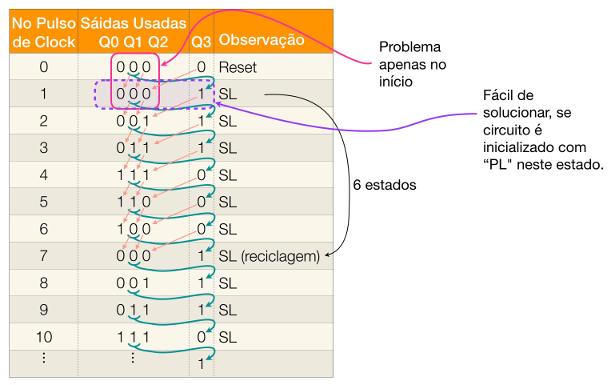 No Pulso de Clock Sáidas Usadas Q0 Q1 Q2 Q3 Observação
0 0 0 0 0 Reset
1 0 0 0 1 SL
2 0 0 1 1 SL
3 0 1 1 1 SL
4 1 1 1 0 SL
5 1 1 0 0 SL
6 1 0 0 0 SL
7 0 0 0 1 SL (reciclagem)
8 0 0 1 1 SL
9 0 1 1 1 SL
10 1 1 1 0 SL
⋮ ⋮ 1
Problema
apenas no
início
Fácil de
solucionar, se
circuito é
inicializado com
“PL" neste estado.
6 estados